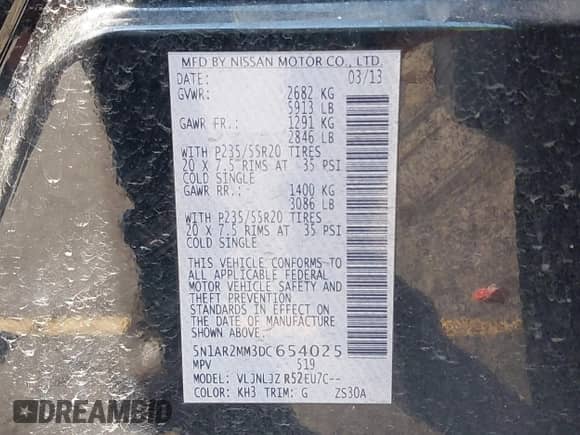 MFD BY NISSAN MOTOR CO., LTD.
DATE: 03/13
GVWR: 2682 KG
5913 LB
GAWR FR.: 1291 KG
2846 LB
WITH P235/55R20 TIRES
20 X 7.5 RIMS AT 35 PSI
COLD SINGLE
GAWR RR.: 1400 KG
3086 LB
WITH P235/55R20 TIRES
20 X 7.5 RIMS AT 35 PSI
COLD SINGLE
THIS VEHICLE CONFORMS TO
ALL APPLICABLE FEDERAL
MOTOR VEHICLE SAFETY AND
THEFT PREVENTION
STANDARDS IN EFFECT ON
THE DATE OF MANUFACTURE
SHOWN ABOVE.
5N1AR2MM3DC654025
MPV 519
MODEL: VLJNLJZ R52EU7C--
COLOR: KH3 TRIM: G ZS30A
DREAMBID